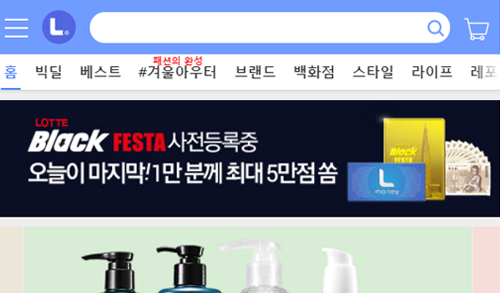 L.
패션의 완성
홈 빅딜 베스트 #겨울아우터 브랜드 백화점 스타일 라이프 레포
LOTTE
Black FESTA 사전등록중
오늘이 마지막! 1만 분께 최대 5만점 쏨
Black
FESTA
L
money